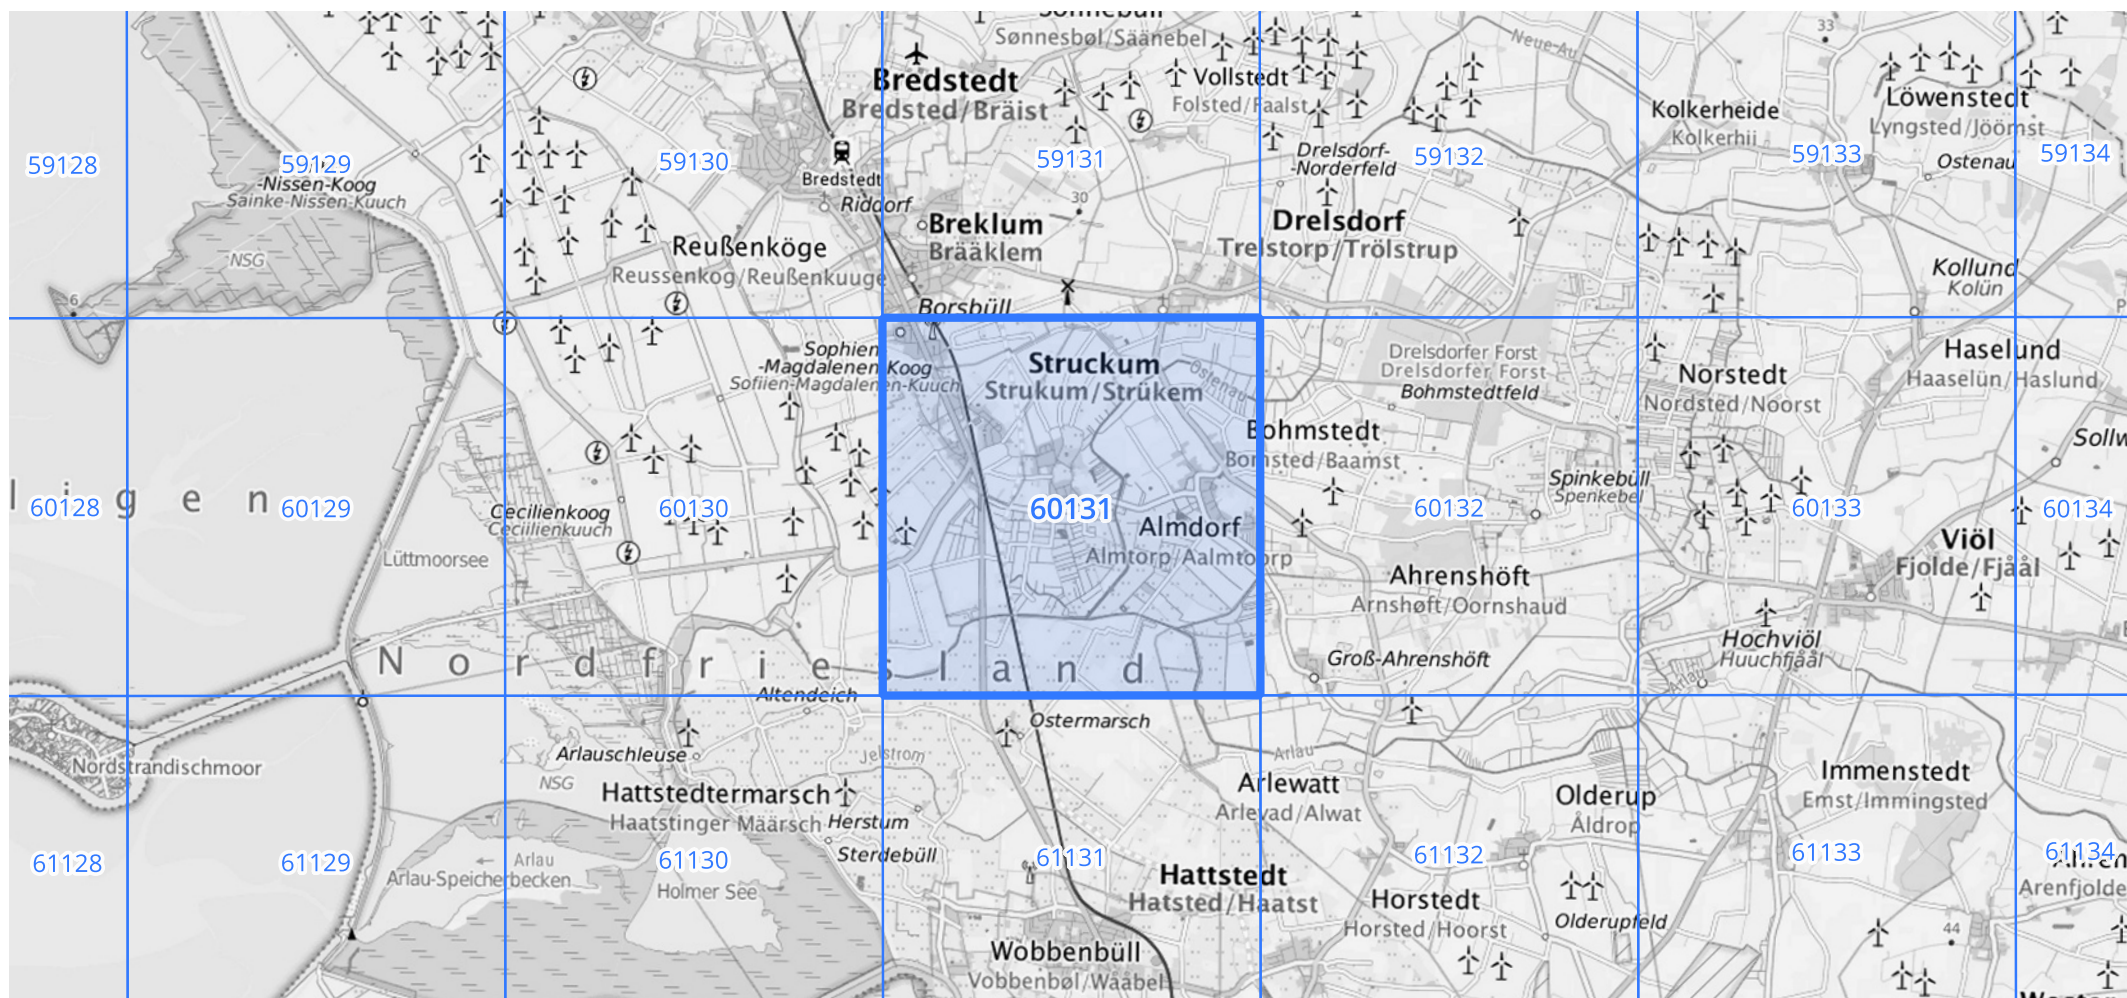 Sønnesbøl/Säänebel
Neue Au
33
Bredstedt
Bredsted/Bräist
Vollstedt
Folsted/Faalst
Kolkerheide
Kolkerhii
Löwenstedt
Lyngsted/Jöömst
59128
59129
59130
59131
59132
59133
59134
Drelsdorf-
-Norderfeld
Ostenau
-Nissen-Koog
Sainke-Nissen-Kuuch
Bredstedt
Riddorf
30
Breklum
Brääklem
Drelsdorf
Trelstorp/Trölstrup
Reußenköge
Reussenkog/Reußenkuuge
NSG
Kollund
Kolün
6
Borsbüll
Sophien-
-Magdalenen-Koog
Sofiien-Magdalenen-Kuuch
Struckum
Strukum/Strükem
Ostenau
Drelsdorfer Forst
Drelsdorfer Forst
Bohmstedtfeld
Norstedt
Nordsted/Noorst
Haselund
Haaselün/Haslund
Bohmstedt
Bomsted/Baamst
Sollw
Spinkebüll
Spenkebel
l i g e n
60128
60129
60130
60131
60132
60133
60134
Cecilienkoog
Ceciilienkuuch
Almdorf
Almtorp/Aalmtoorp
Lüttmoorsee
Viöl
Fjolde/Fjåål
Ahrenshöft
Arnshøft/Oornshaud
Hochviöl
Huuchfjåål
Groß-Ahrenshöft
Arlau
N o r d f r i e s l a n d
Altendeich
Ostermarsch
Arlauschleuse
Jelstrom
Arlau
Nordstrandischmoor
NSG
Hattstedtermarsch
Haatstinger Määrsch
Herstum
Sterdebüll
Arlewatt
Arlevad/Alwat
Olderup
Åldrop
Immenstedt
Emst/Immingsted
61128
61129
61130
61131
61132
61133
61134
Arlau
Arlau-Speicherbecken
Holmer See
Hattstedt
Hatsted/Haatst
Horstedt
Horsted/Hoorst
Olderupfeld
Arenfjolde
44
Wobbenbüll
Vobbenbøl/Waabel